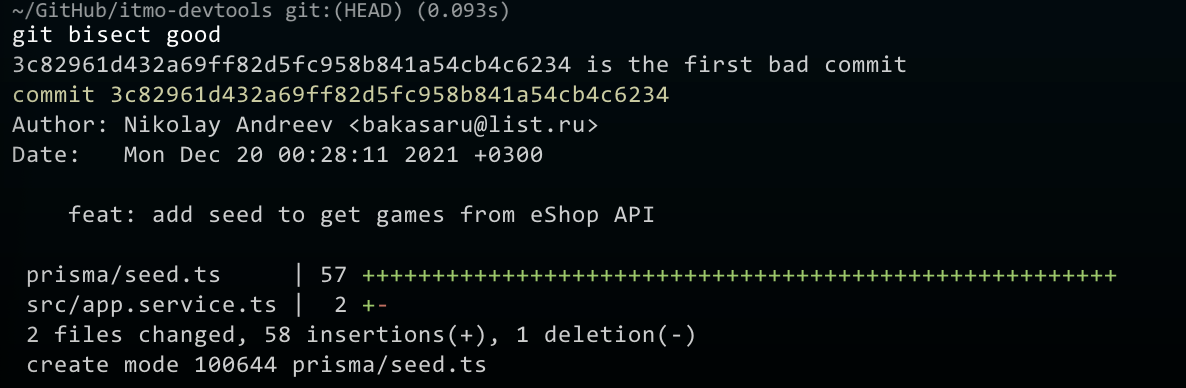 ~/GitHub/itmo-devtools git:(HEAD) (0.093s)
git bisect good
3c82961d432a69ff82d5fc958b841a54cb4c6234 is the first bad commit
commit 3c82961d432a69ff82d5fc958b841a54cb4c6234
Author: Nikolay Andreev <bakasaru@list.ru>
Date:   Mon Dec 20 00:28:11 2021 +0300
    feat: add seed to get games from eShop API
 prisma/seed.ts     | 57 ++++++++++++++++++++++++++++++++++++++++++++++++++++++
 src/app.service.ts |  2 +-
 2 files changed, 58 insertions(+), 1 deletion(-)
 create mode 100644 prisma/seed.ts